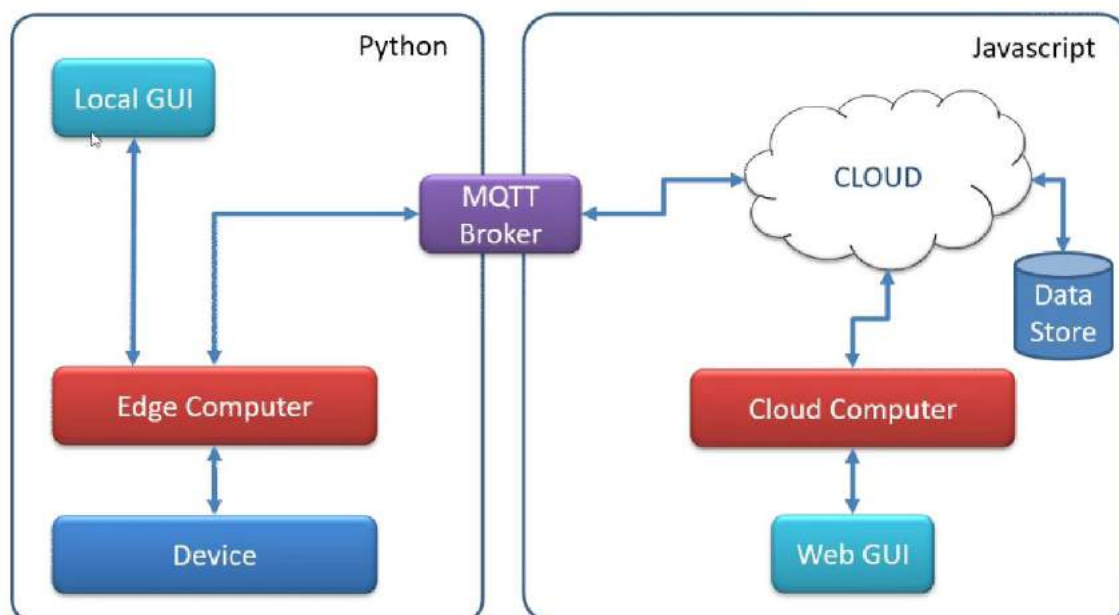 Python
Local GUI
MQTT
Broker
Edge Computer
Device
Javascript
CLOUD
Data
Store
Cloud Computer
Web GUI